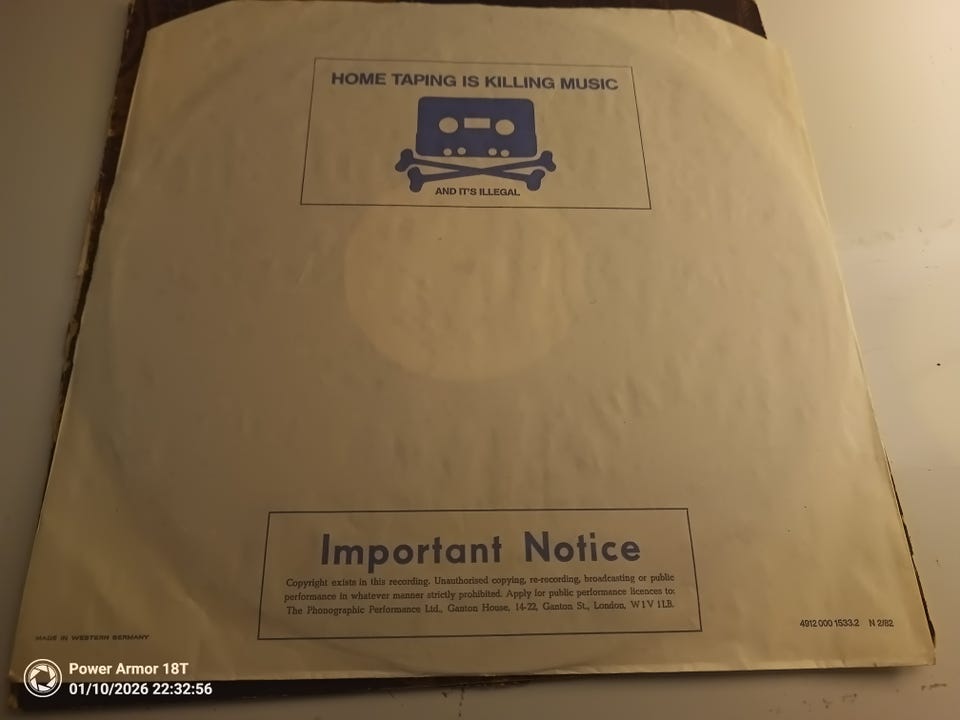 HOME TAPING IS KILLING MUSIC
AND IT'S ILLEGAL
Important Notice
Copyright exists in this recording. Unauthorised copying, re-recording, broadcasting or public
performance in whatever manner strictly prohibited. Apply for public performance licences to:
The Phonographic Performance Ltd., Ganton House, 14-22, Ganton St., London, W1V 1LB.
MADE IN WESTERN GERMANY
4912 000 1533.2 N 2/82
Power Armor 18T
01/10/2026 22:32:56